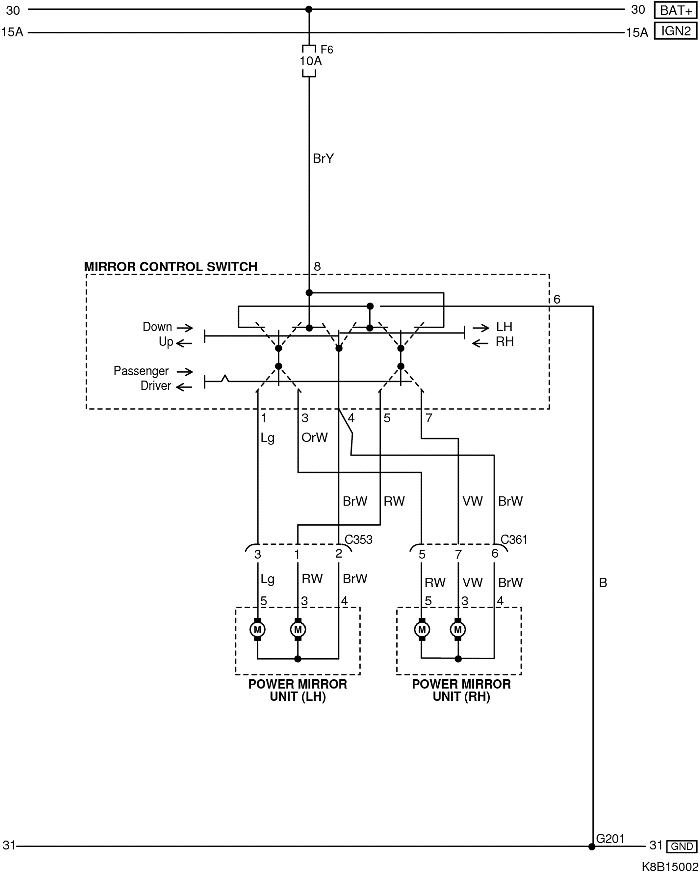 30
30 BAT+
15A
15A IGN2
F6
10A
BrY
MIRROR CONTROL SWITCH
8
6
Down
Up
LH
RH
Passenger
Driver
1 3 4 5 7
Lg OrW
BrW RW VW BrW
C353
C361
3 1 2 5 7 6
Lg RW BrW RW VW BrW
B
5 3 4 5 3 4
M M M M
POWER MIRROR
UNIT (LH)
POWER MIRROR
UNIT (RH)
G201
31
31 GND
K8B15002